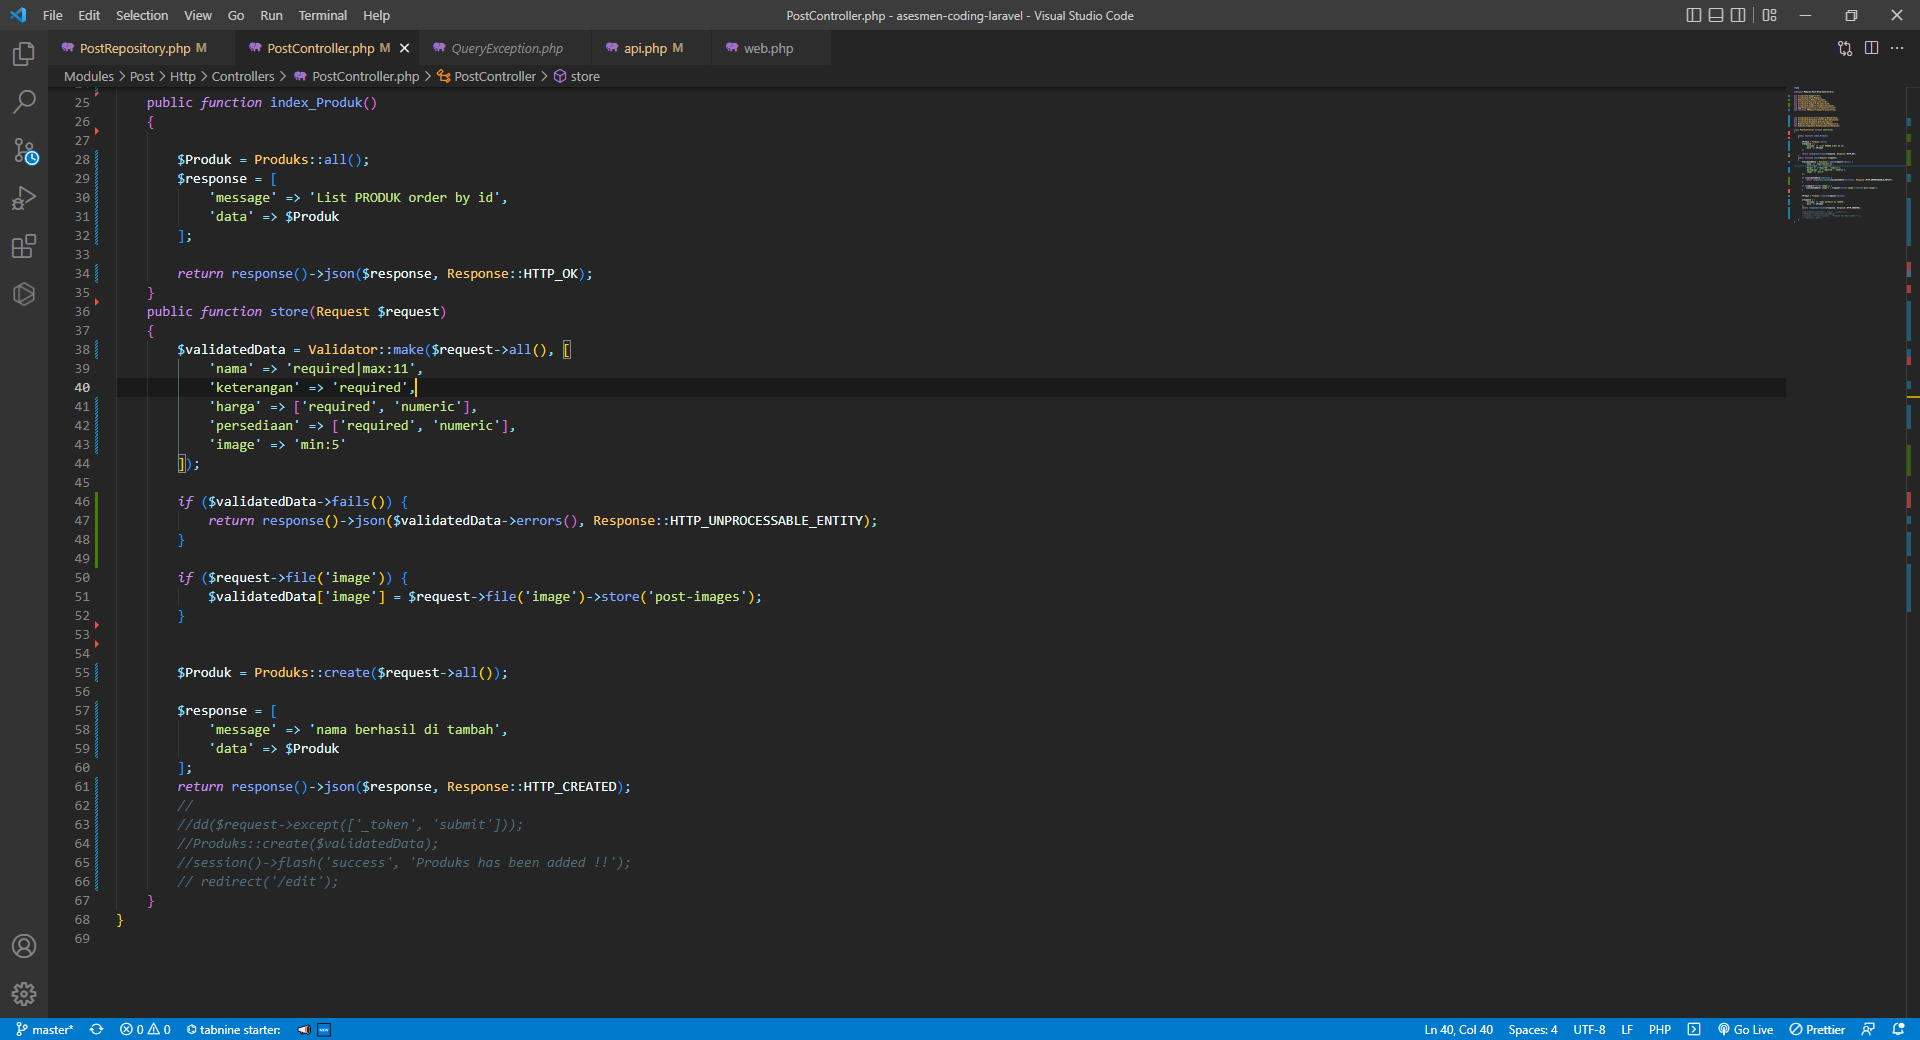 File Edit Selection View Go Run Terminal Help
PostController.php - asesmen-coding-laravel - Visual Studio Code
PostRepository.php M PostController.php M QueryException.php api.php M web.php
Modules > Post > Http > Controllers > PostController.php > PostController > store
25 public function index_Produk()
26 {
27
28 $Produk = Produks::all();
29 $response = [
30 'message' => 'List PRODUK order by id',
31 'data' => $Produk
32 ];
33
34 return response()->json($response, Response::HTTP_OK);
35 }
36 public function store(Request $request)
37 {
38 $validatedData = Validator::make($request->all(), [
39 'nama' => 'required|max:11',
40 'keterangan' => 'required',
41 'harga' => ['required', 'numeric'],
42 'persediaan' => ['required', 'numeric'],
43 'image' => 'min:5'
44 ]);
45
46 if ($validatedData->fails()) {
47 return response()->json($validatedData->errors(), Response::HTTP_UNPROCESSABLE_ENTITY);
48 }
49
50 if ($request->file('image')) {
51 $validatedData['image'] = $request->file('image')->store('post-images');
52 }
53
54
55 $Produk = Produks::create($request->all());
56
57 $response = [
58 'message' => 'nama berhasil di tambah',
59 'data' => $Produk
60 ];
61 return response()->json($response, Response::HTTP_CREATED);
62 //
63 //dd($request->except(['_token', 'submit']));
64 //Produks::create($validatedData);
65 //session()->flash('success', 'Produks has been added !!');
66 // redirect('/edit');
67 }
68 }
69
master* 0 0 tabnine starter: Ln 40, Col 40 Spaces: 4 UTF-8 LF PHP Go Live Prettier